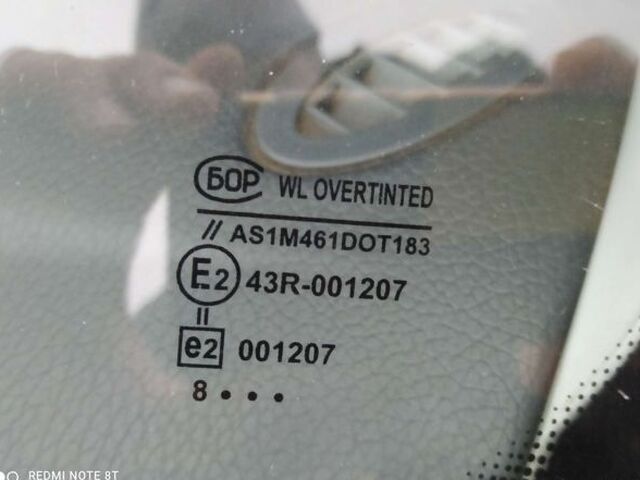 БОР WL OVERTINTED
// AS1M461DOT183
E2 43R-001207
II
e2 001207
8 • • •
REDMI NOTE 8T